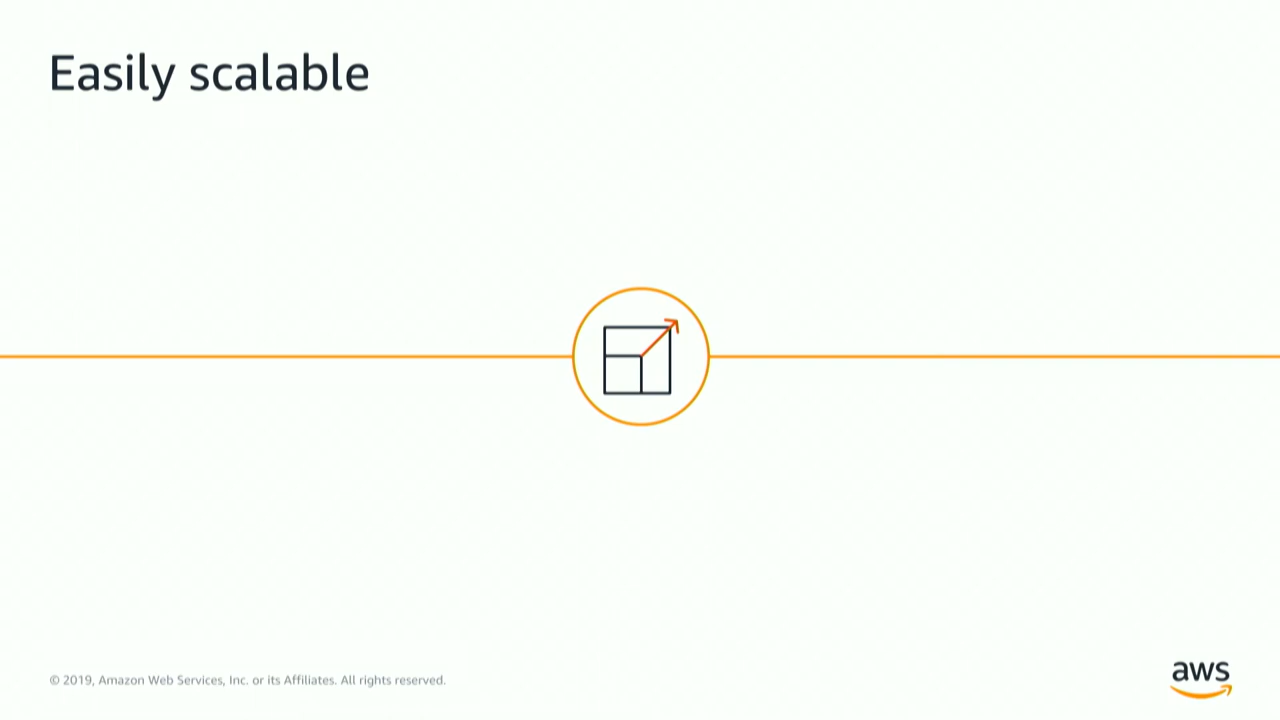 Easily scalable
© 2019, Amazon Web Services, Inc. or its Affiliates. All rights reserved.
aws